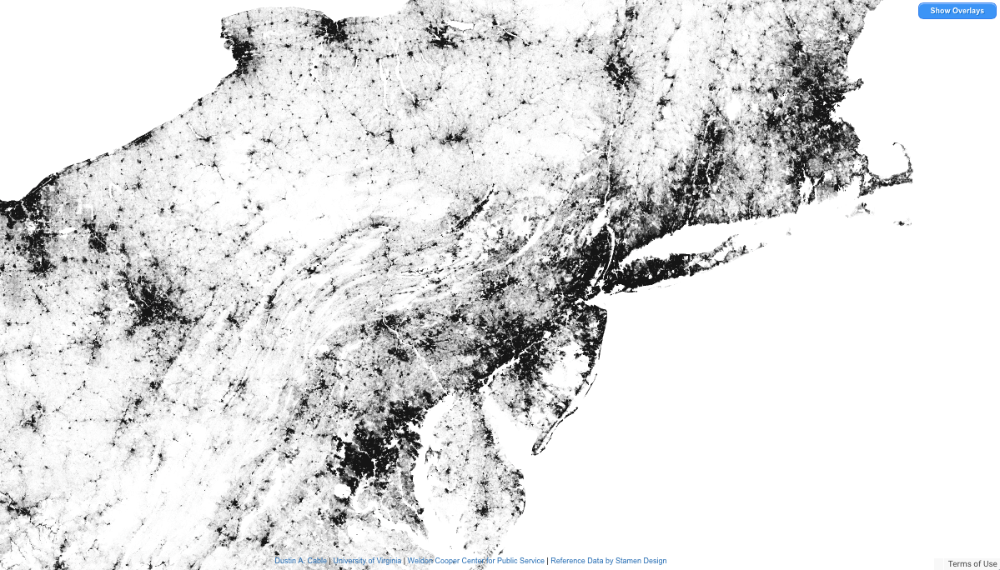 Show Overlays
Dustin A. Cable | University of Virginia | Weldon Cooper Center for Public Service | Reference Data by Stamen Design
Terms of Use